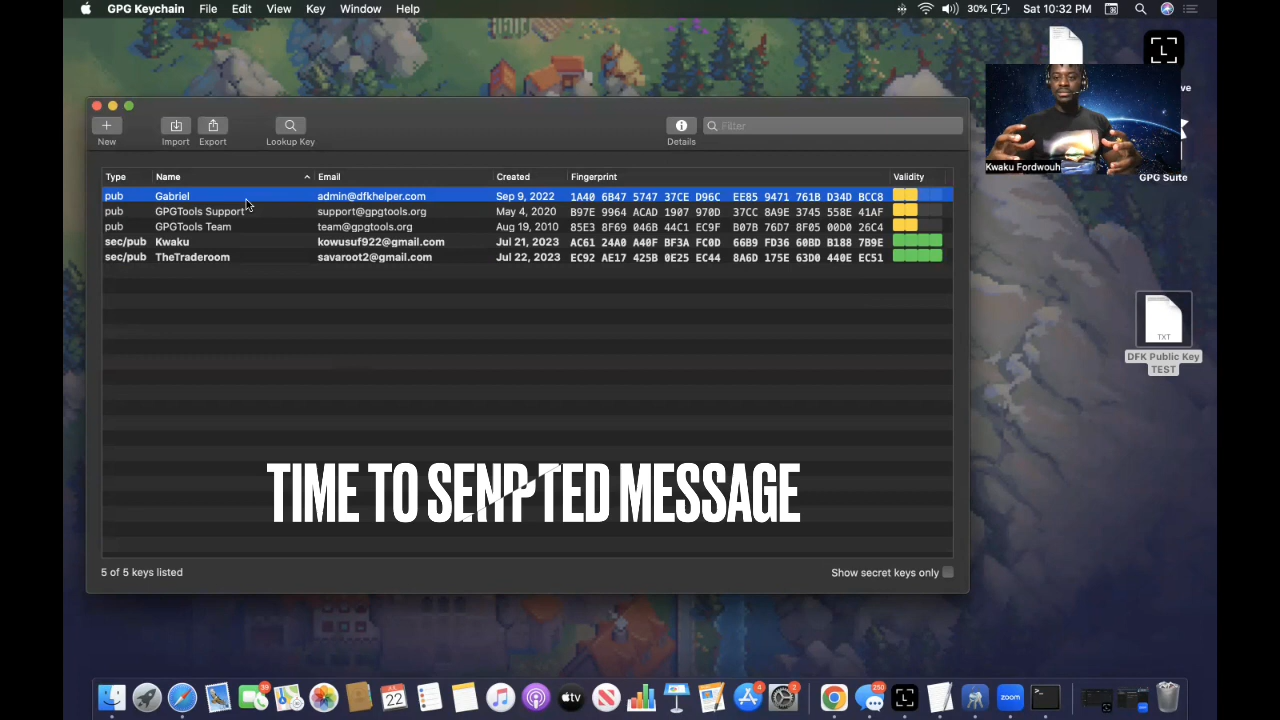 GPG Keychain File Edit View Key Window Help 30% Sat 10:32 PM
L
New Import Export Lookup Key Details Filter
Kwaku Fordwouh
GPG Suite
Type Name Email Created Fingerprint Validity
pub Gabriel admin@dfkhelper.com Sep 9, 2022 1A40 6B47 5747 37CE D96C EE85 9471 761B D34D BCC8
pub GPGTools Support support@gpgtools.org May 4, 2020 B97E 9964 ACAD 1907 970D 37CC 8A9E 3745 558E 41AF
pub GPGTools Team team@gpgtools.org Aug 19, 2010 85E3 8F69 046B 44C1 EC9F B07B 76D7 8F05 00D0 26C4
sec/pub Kwaku kowusuf922@gmail.com Jul 21, 2023 AC61 24A0 A40F BF3A FC0D 66B9 FD36 60BD B188 7B9E
sec/pub TheTraderoom savaroot2@gmail.com Jul 22, 2023 EC92 AE17 425B 0E25 EC44 8A6D 175E 63D0 440E EC51
TXT
DFK Public Key
TEST
TIME TO SEN TED MESSAGE
5 of 5 keys listed Show secret keys only
tv
zoom